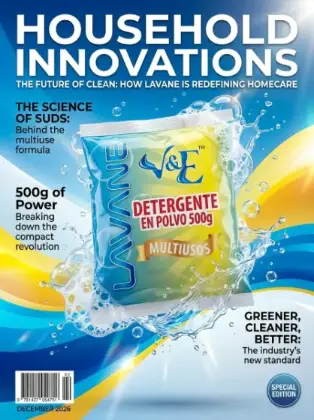 HOUSEHOLD
INNOVATIONS
THE FUTURE OF CLEAN: HOW LAVANE IS REDEFINING HOMECARE
THE SCIENCE
OF SUDS:
Behind the
multiuse
formula
500g of
Power
Breaking
down the
compact
revolution
LAVANE
V&E™
DETERGENTE
EN POLVO 500g
MULTIUSOS
GREENER,
CLEANER,
BETTER:
The industry's
new standard
SPECIAL
EDITION
DECEMBER 2026